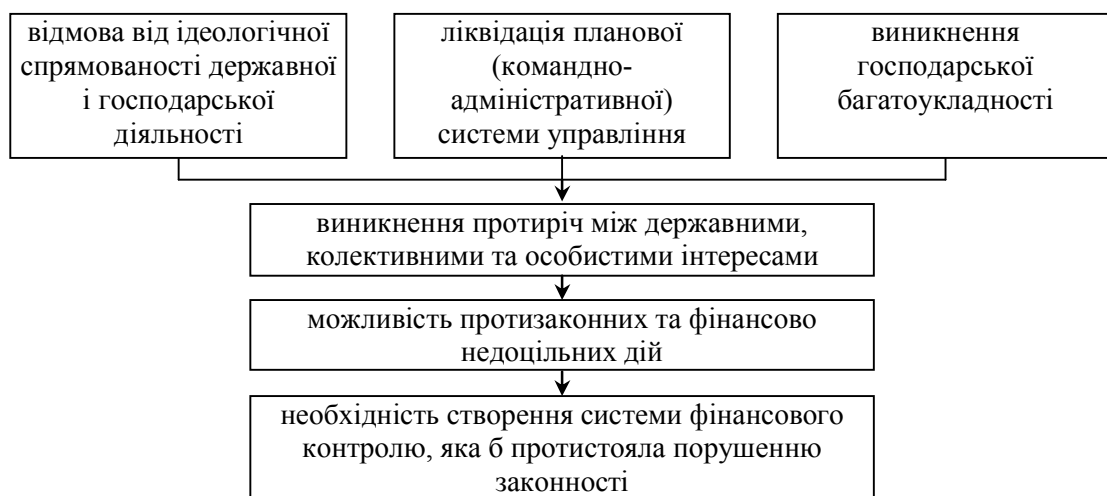 відмова від ідеологічної
спрямованості державної
і господарської
діяльності
ліквідація планової
(командно-
адміністративної)
системи управління
виникнення
господарської
багатоукладності
виникнення протиріч між державними,
колективними та особистими інтересами
можливість протизаконних та фінансово
недоцільних дій
необхідність створення системи фінансового
контролю, яка б протистояла порушенню
законності